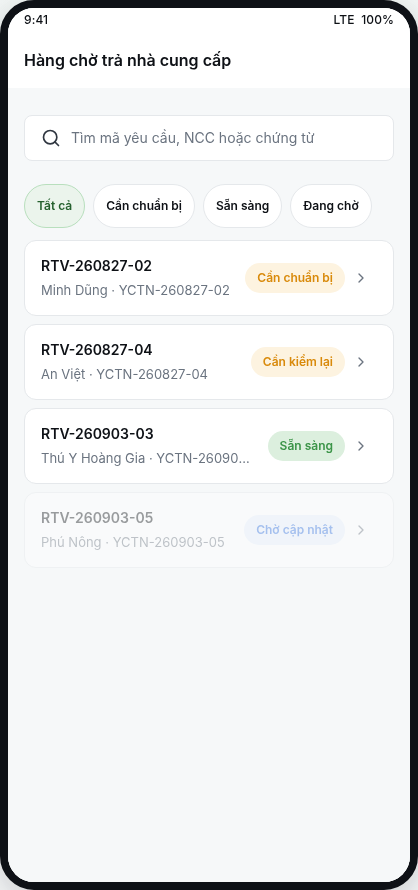 9:41 LTE 100%
Hàng chờ trả nhà cung cấp
Tìm mã yêu cầu, NCC hoặc chứng từ
Tất cả Cần chuẩn bị Sẵn sàng Đang chờ
RTV-260827-02
Cần chuẩn bị
Minh Dũng · YCTN-260827-02
RTV-260827-04
Cần kiểm lại
An Việt · YCTN-260827-04
RTV-260903-03
Sẵn sàng
Thú Y Hoàng Gia · YCTN-26090...
RTV-260903-05
Chờ cập nhật
Phú Nông · YCTN-260903-05